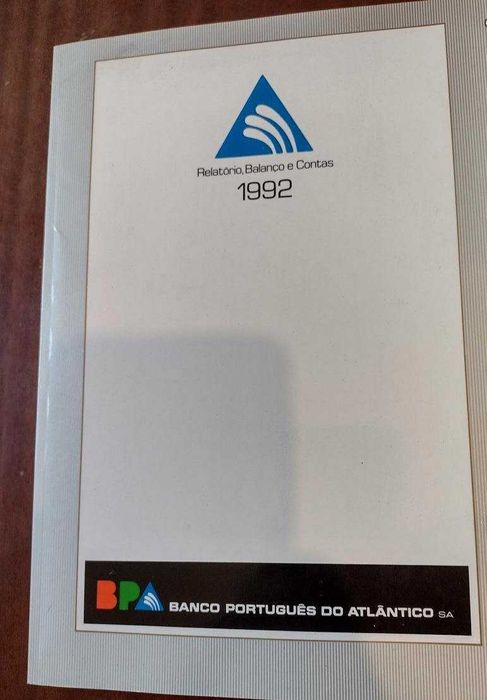 Relatório, Balanço e Contas
1992
BPA BANCO PORTUGUÊS DO ATLÂNTICO SA